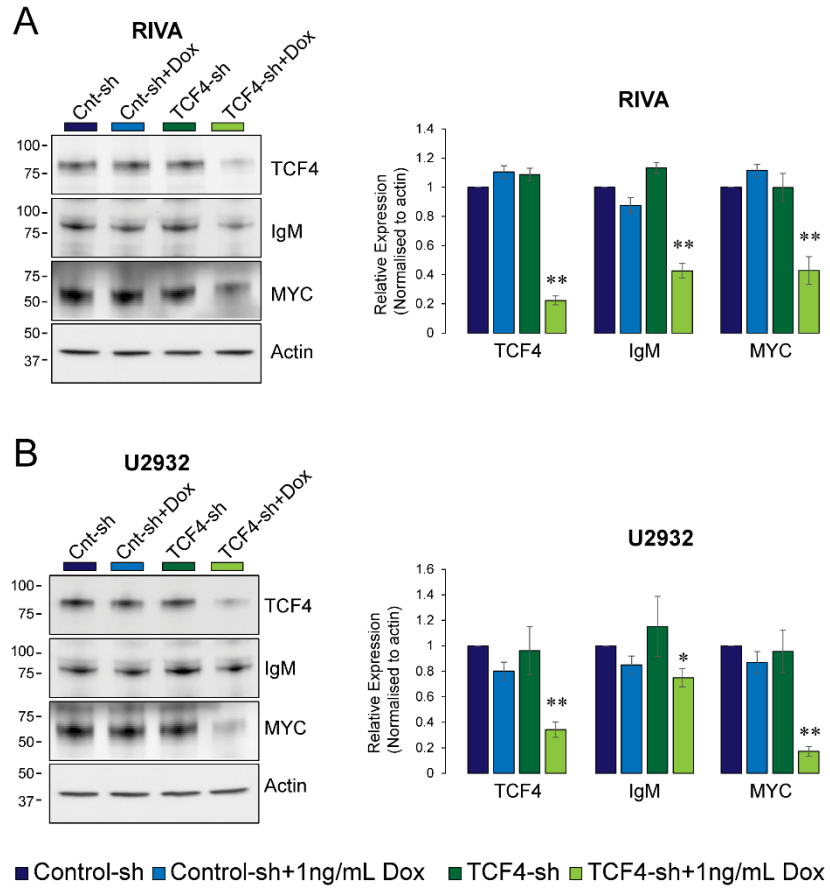 A
RIVA
Cnt-sh
Cnt-sh+Dox
TCF4-sh
TCF4-sh+Dox
100-
75-
TCF4
100-
75-
IgM
75-
50-
MYC
50-
37-
Actin
RIVA
Relative Expression
(Normalised to actin)
1.4
1.2
1
0.8
0.6
0.4
0.2
0
**
**
**
TCF4 IgM MYC
B
U2932
Cnt-sh
Cnt-sh+Dox
TCF4-sh
TCF4-sh+Dox
100-
75-
TCF4
100-
75-
IgM
75-
50-
MYC
50-
37-
Actin
U2932
Relative Expression
(Normalised to actin)
1.6
1.4
1.2
1
0.8
0.6
0.4
0.2
0
**
*
**
TCF4 IgM MYC
Control-sh Control-sh+1ng/mL Dox TCF4-sh TCF4-sh+1ng/mL Dox